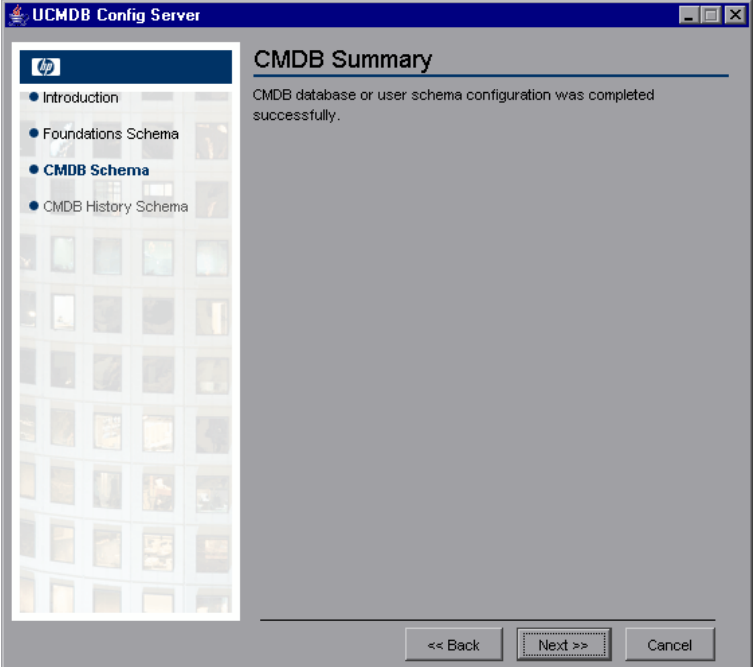 UCMDB Config Server
hp
CMDB Summary
Introduction
Foundations Schema
CMDB Schema
CMDB History Schema
CMDB database or user schema configuration was completed
successfully.
<< Back
Next >>
Cancel